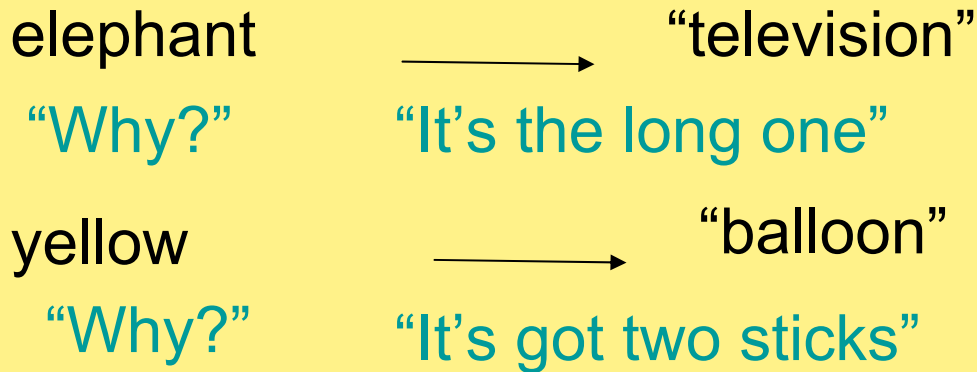 elephant “television”
“Why?” “It’s the long one”
yellow “balloon”
“Why?” “It’s got two sticks”